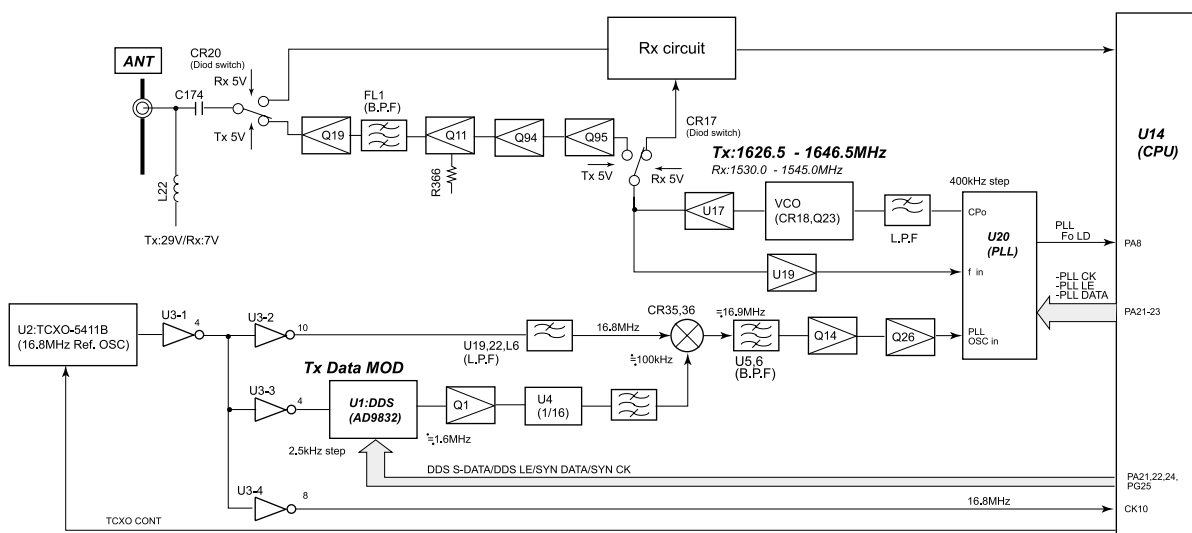 ANT
CR20
(Diod switch)
Rx 5V
C174
Tx 5V
L22
Tx:29V/Rx:7V
Q19
FL1
(B.P.F)
Q11
R366
Q94
Q95
Rx circuit
CR17
(Diod switch)
Tx 5V
Rx 5V
Tx:1626.5 - 1646.5MHz
Rx:1530.0 - 1545.0MHz
U17
VCO
(CR18,Q23)
L.P.F
U19
400kHz step
CPo
U20
(PLL)
f in
PLL
OSC in
PLL
Fo LD
-PLL CK
-PLL LE
-PLL DATA
U14
(CPU)
PA8
PA21-23
U2:TCXO-5411B
(16.8MHz Ref. OSC)
U3-1
4
U3-2
10
U19,22,L6
(L.P.F)
16.8MHz
CR35,36
≒16.9MHz
≒100kHz
U5,6
(B.P.F)
Q14
Q26
Tx Data MOD
U3-3
4
U1:DDS
(AD9832)
2.5kHz step
Q1
≒1.6MHz
U4
(1/16)
DDS S-DATA/DDS LE/SYN DATA/SYN CK
PA21,22,24,
PG25
U3-4
8
16.8MHz
CK10
TCXO CONT